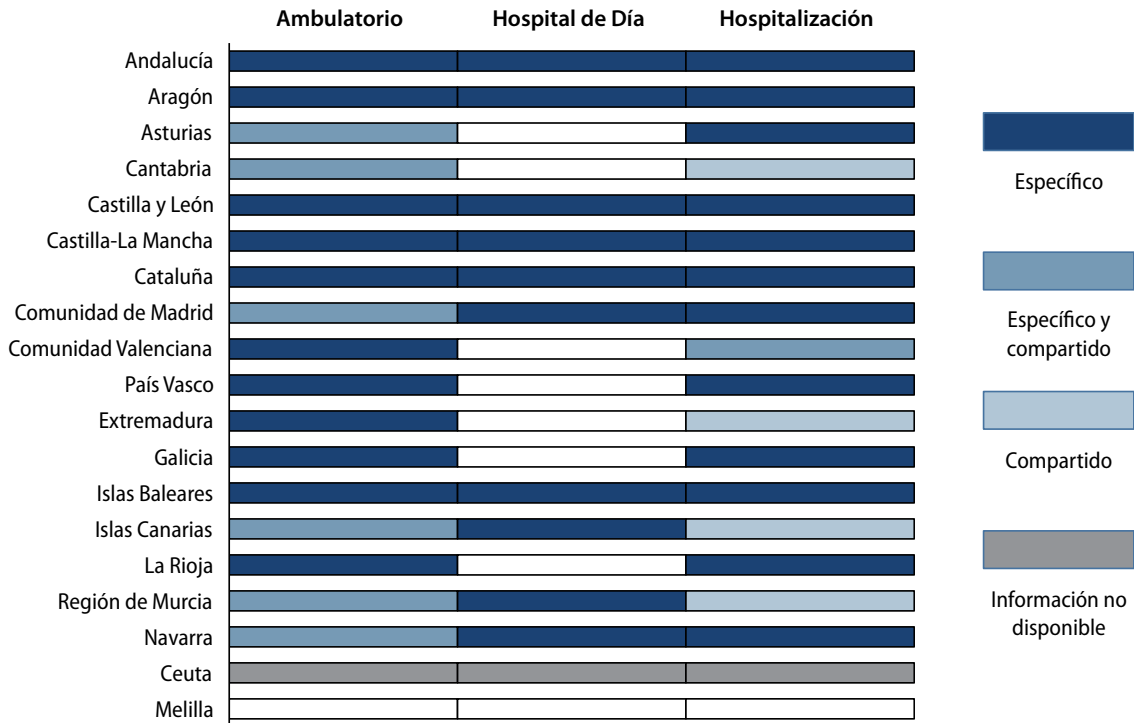 Ambulatorio Hospital de Día Hospitalización
Andalucía
Aragón
Asturias
Cantabria
Castilla y León
Castilla-La Mancha
Cataluña
Comunidad de Madrid
Comunidad Valenciana
País Vasco
Extremadura
Galicia
Islas Baleares
Islas Canarias
La Rioja
Región de Murcia
Navarra
Ceuta
Melilla
Específico
Específico y
compartido
Compartido
Información no
disponible